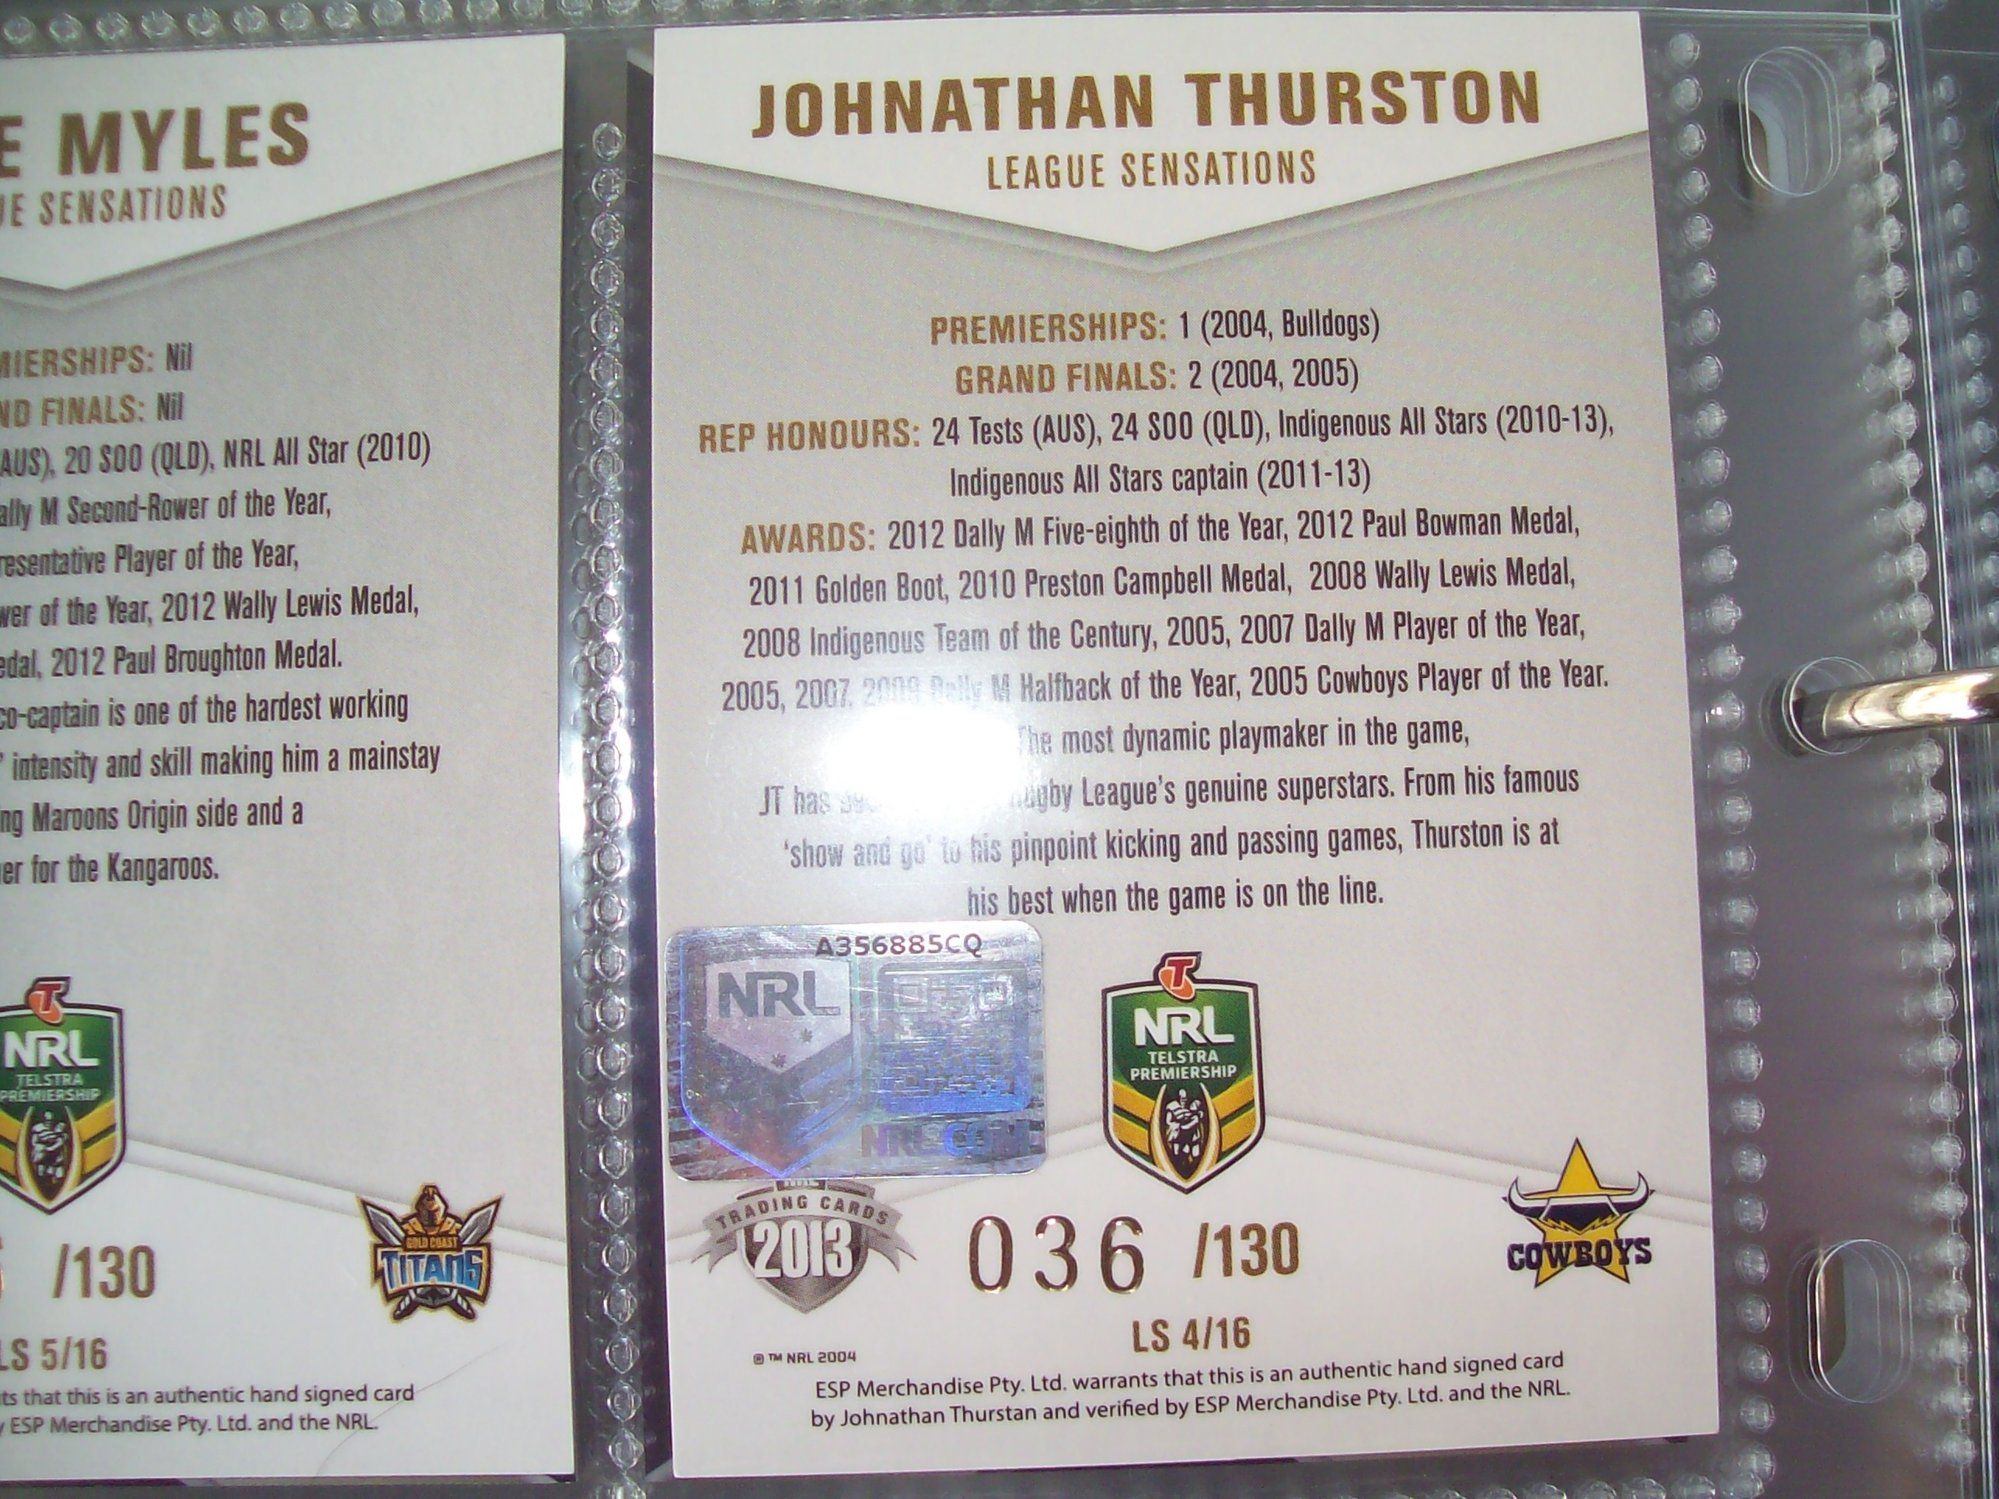 E MYLES
UE SENSATIONS
MIERSHIPS: Nil
ND FINALS: Nil
AUS), 20 SOO (QLD), NRL All Star (2010)
ally M Second-Rower of the Year,
resentative Player of the Year,
wer of the Year, 2012 Wally Lewis Medal,
edal, 2012 Paul Broughton Medal.
co-captain is one of the hardest working
' intensity and skill making him a mainstay
ng Maroons Origin side and a
er for the Kangaroos.
NRL
TELSTRA
PREMIERSHIP
GOLD COAST
TITANS
/130
LS 5/16
ts that this is an authentic hand signed card
y ESP Merchandise Pty. Ltd. and the NRL.
JOHNATHAN THURSTON
LEAGUE SENSATIONS
PREMIERSHIPS: 1 (2004, Bulldogs)
GRAND FINALS: 2 (2004, 2005)
REP HONOURS: 24 Tests (AUS), 24 SOO (QLD), Indigenous All Stars (2010-13),
Indigenous All Stars captain (2011-13)
AWARDS: 2012 Dally M Five-eighth of the Year, 2012 Paul Bowman Medal,
2011 Golden Boot, 2010 Preston Campbell Medal, 2008 Wally Lewis Medal,
2008 Indigenous Team of the Century, 2005, 2007 Dally M Player of the Year,
2005, 2007, 2009 Dally M Halfback of the Year, 2005 Cowboys Player of the Year.
The most dynamic playmaker in the game,
JT has Rugby League's genuine superstars. From his famous
'show and go' to his pinpoint kicking and passing games, Thurston is at
his best when the game is on the line.
A356885CQ
NRL
NRL.COM
T
NRL
TELSTRA
PREMIERSHIP
NRL
TRADING CARDS
2013
036 /130
COWBOYS
LS 4/16
® ™ NRL 2004
ESP Merchandise Pty. Ltd. warrants that this is an authentic hand signed card
by Johnathan Thurstan and verified by ESP Merchandise Pty. Ltd. and the NRL.